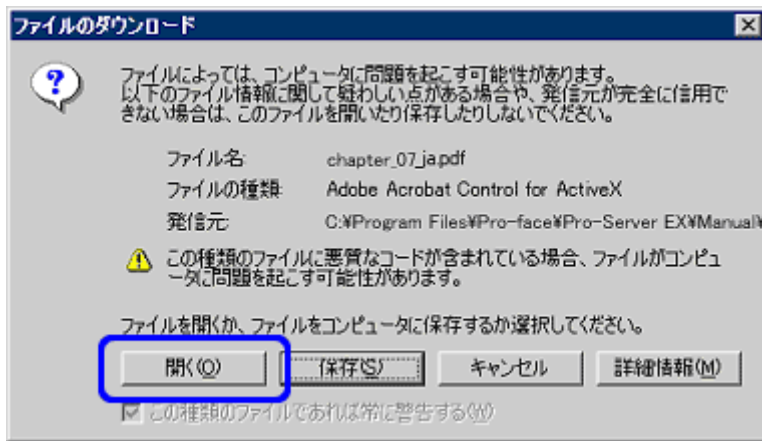 ファイルのダウンロード
ファイルによっては、コンピュータに問題を起こす可能性があります。
以下のファイル情報に関して疑わしい点がある場合や、発信元が完全に信用で
きない場合は、このファイルを開いたり保存したりしないでください。
ファイル名: chapter_07_ja.pdf
ファイルの種類: Adobe Acrobat Control for ActiveX
発信元: C:¥Program Files¥Pro-face¥Pro-Server EX¥Manual¥
この種類のファイルに悪質なコードが含まれている場合、ファイルがコンピュ
ータに問題を起こす可能性があります。
ファイルを開くか、ファイルをコンピュータに保存するか選択してください。
開く(O) 保存(S) キャンセル 詳細情報(M)
この種類のファイルであれば常に警告する(W)